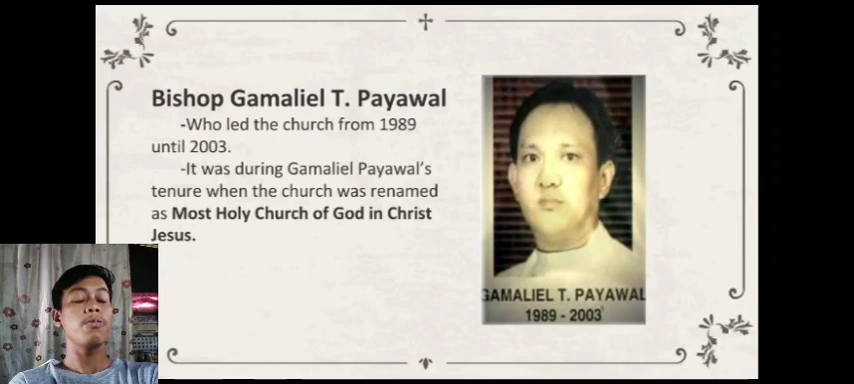 Bishop Gamaliel T. Payawal
-Who led the church from 1989
until 2003.
-It was during Gamaliel Payawal's
tenure when the church was renamed
as Most Holy Church of God in Christ
Jesus.
GAMALIEL T. PAYAWAL
1989 - 2003